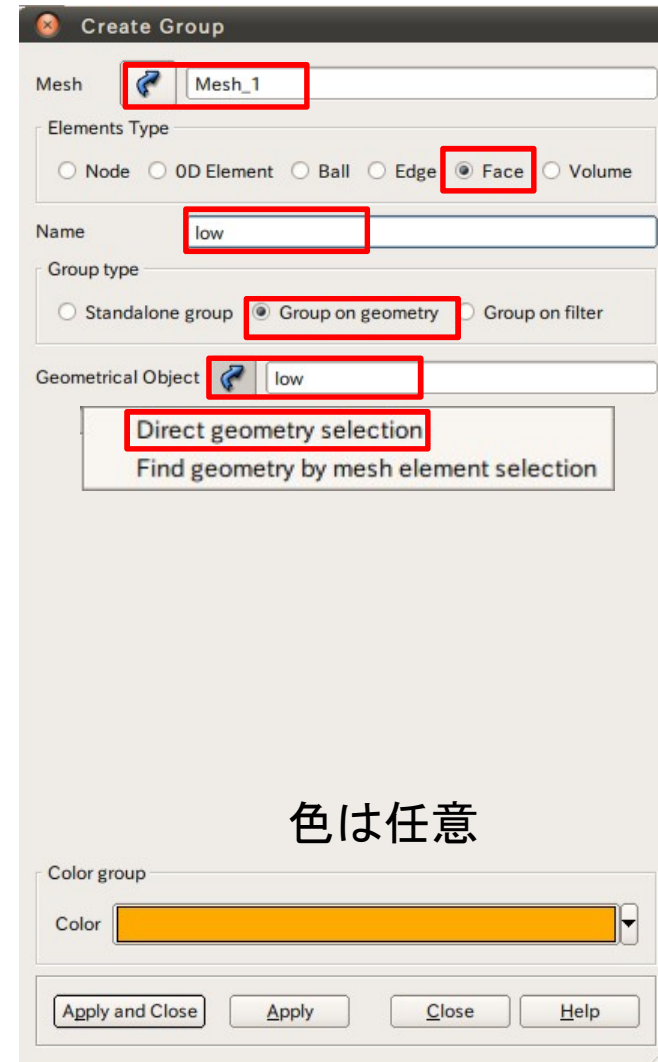 Create Group
Mesh Mesh_1
Elements Type
Node 0D Element Ball Edge Face Volume
Name low
Group type
Standalone group Group on geometry Group on filter
Geometrical Object low
Direct geometry selection
Find geometry by mesh element selection
色は任意
Color group
Color
Apply and Close Apply Close Help